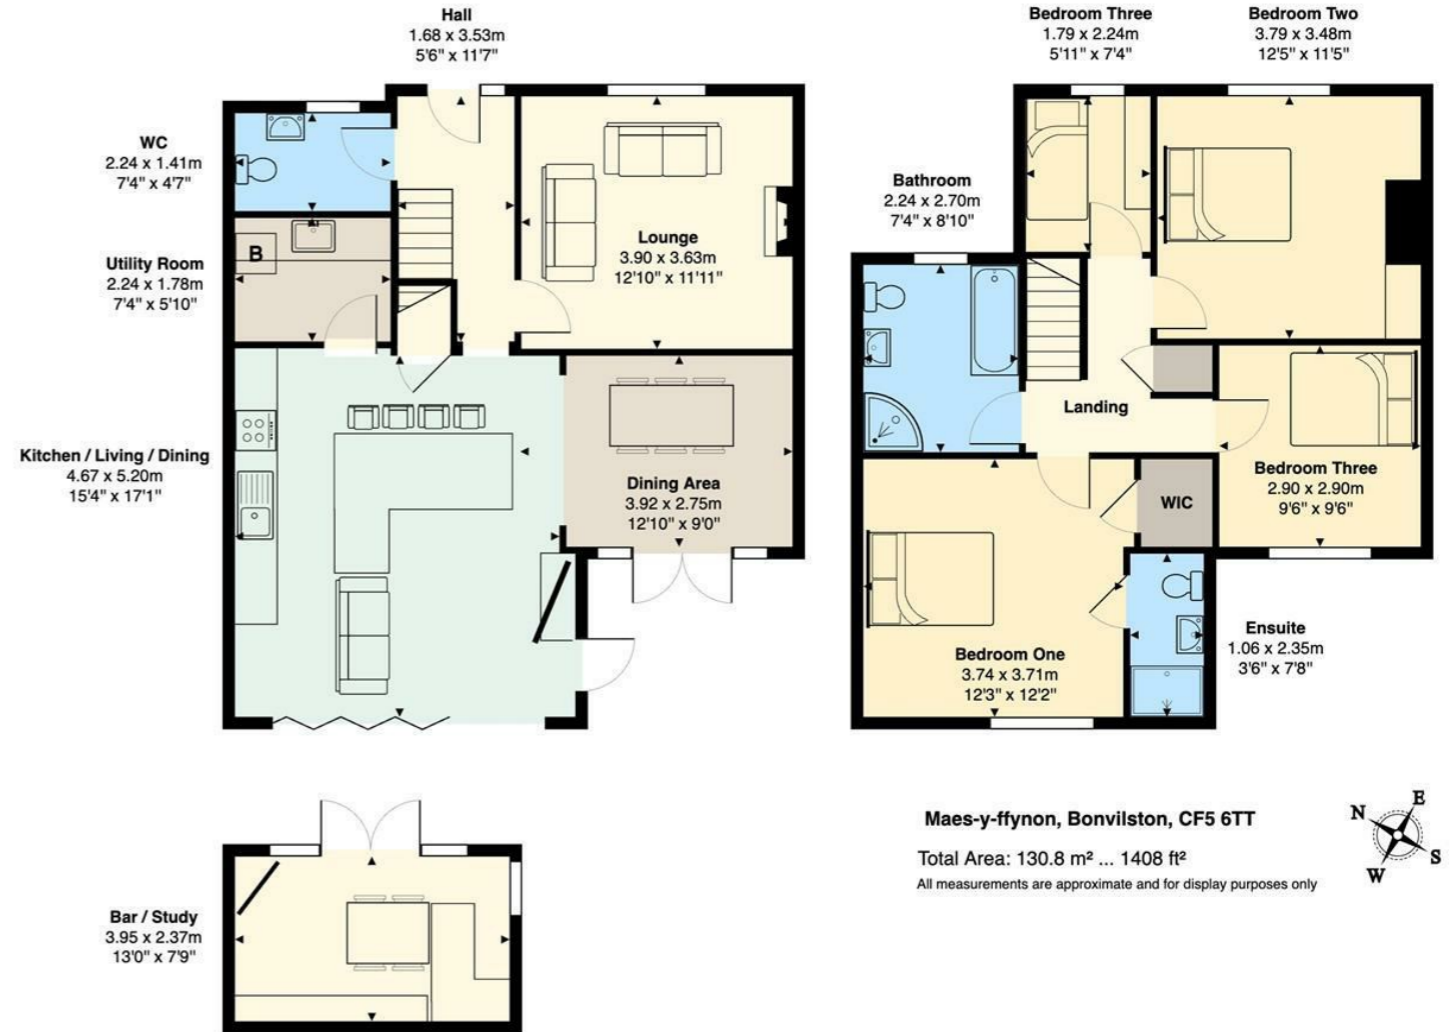 Hall
1.68 x 3.53m
5'6" x 11'7"
WC
2.24 x 1.41m
7'4" x 4'7"
Utility Room
2.24 x 1.78m
7'4" x 5'10"
B
Lounge
3.90 x 3.63m
12'10" x 11'11"
Kitchen / Living / Dining
4.67 x 5.20m
15'4" x 17'1"
Dining Area
3.92 x 2.75m
12'10" x 9'0"
Bar / Study
3.95 x 2.37m
13'0" x 7'9"
Bedroom Three
1.79 x 2.24m
5'11" x 7'4"
Bedroom Two
3.79 x 3.48m
12'5" x 11'5"
Bathroom
2.24 x 2.70m
7'4" x 8'10"
Landing
Bedroom Three
2.90 x 2.90m
9'6" x 9'6"
WIC
Bedroom One
3.74 x 3.71m
12'3" x 12'2"
Ensuite
1.06 x 2.35m
3'6" x 7'8"
Maes-y-ffynon, Bonvilston, CF5 6TT
Total Area: 130.8 m² ... 1408 ft²
All measurements are approximate and for display purposes only
N
E
S
W